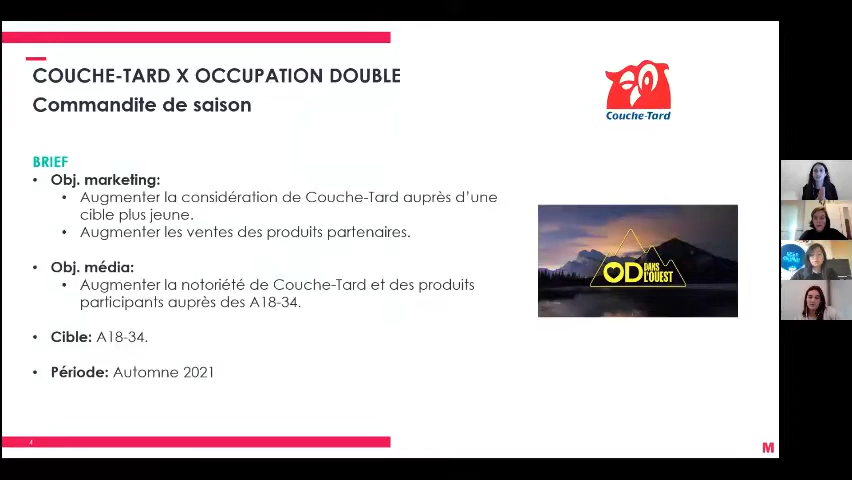 COUCHE-TARD X OCCUPATION DOUBLE
Commandite de saison
Couche-Tard
BRIEF
• Obj. marketing:
• Augmenter la considération de Couche-Tard auprès d'une
cible plus jeune.
• Augmenter les ventes des produits partenaires.
• Obj. média:
• Augmenter la notoriété de Couche-Tard et des produits
participants auprès des A18-34.
• Cible: A18-34.
• Période: Automne 2021
OD DANS
L'OUEST
4
M